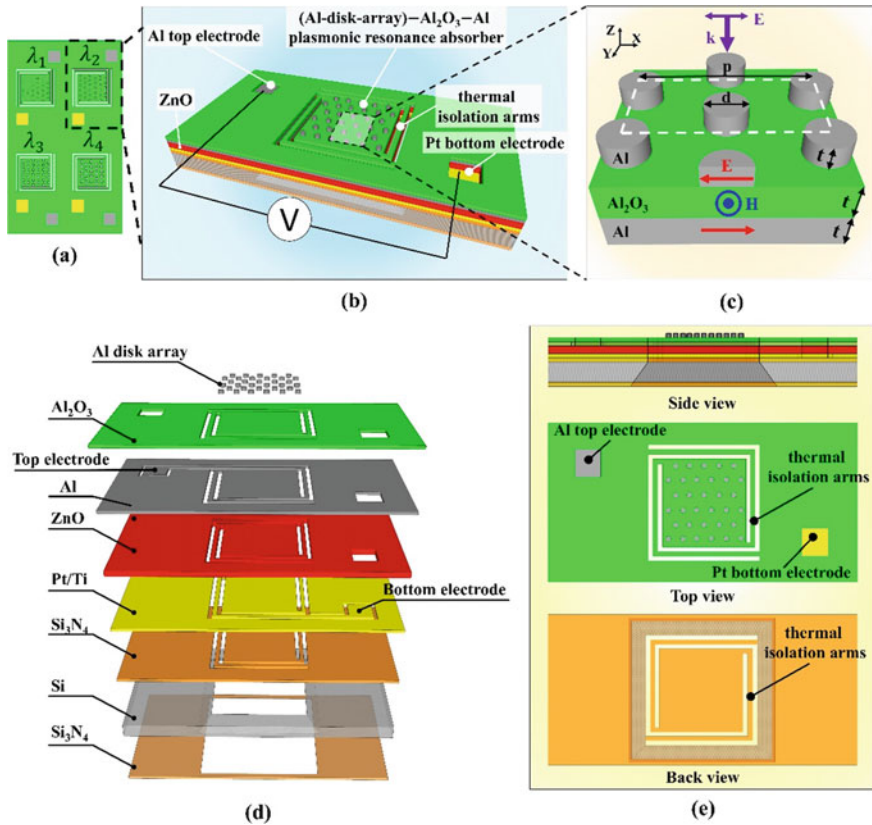 λ1
λ2
λ3
λ4
(a)
(Al-disk-array)−Al2O3−Al
plasmonic resonance absorber
Al top electrode
ZnO
thermal
isolation arms
Pt bottom electrode
V
(b)
Z
X
Y
E
k
p
d
Al
t
E
Al2O3
H
t
Al
t
(c)
Al disk array
Al2O3
Top electrode
Al
ZnO
Pt/Ti
Bottom electrode
Si3N4
Si
Si3N4
(d)
Side view
Al top electrode
thermal
isolation arms
Pt bottom electrode
Top view
thermal
isolation arms
Back view
(e)